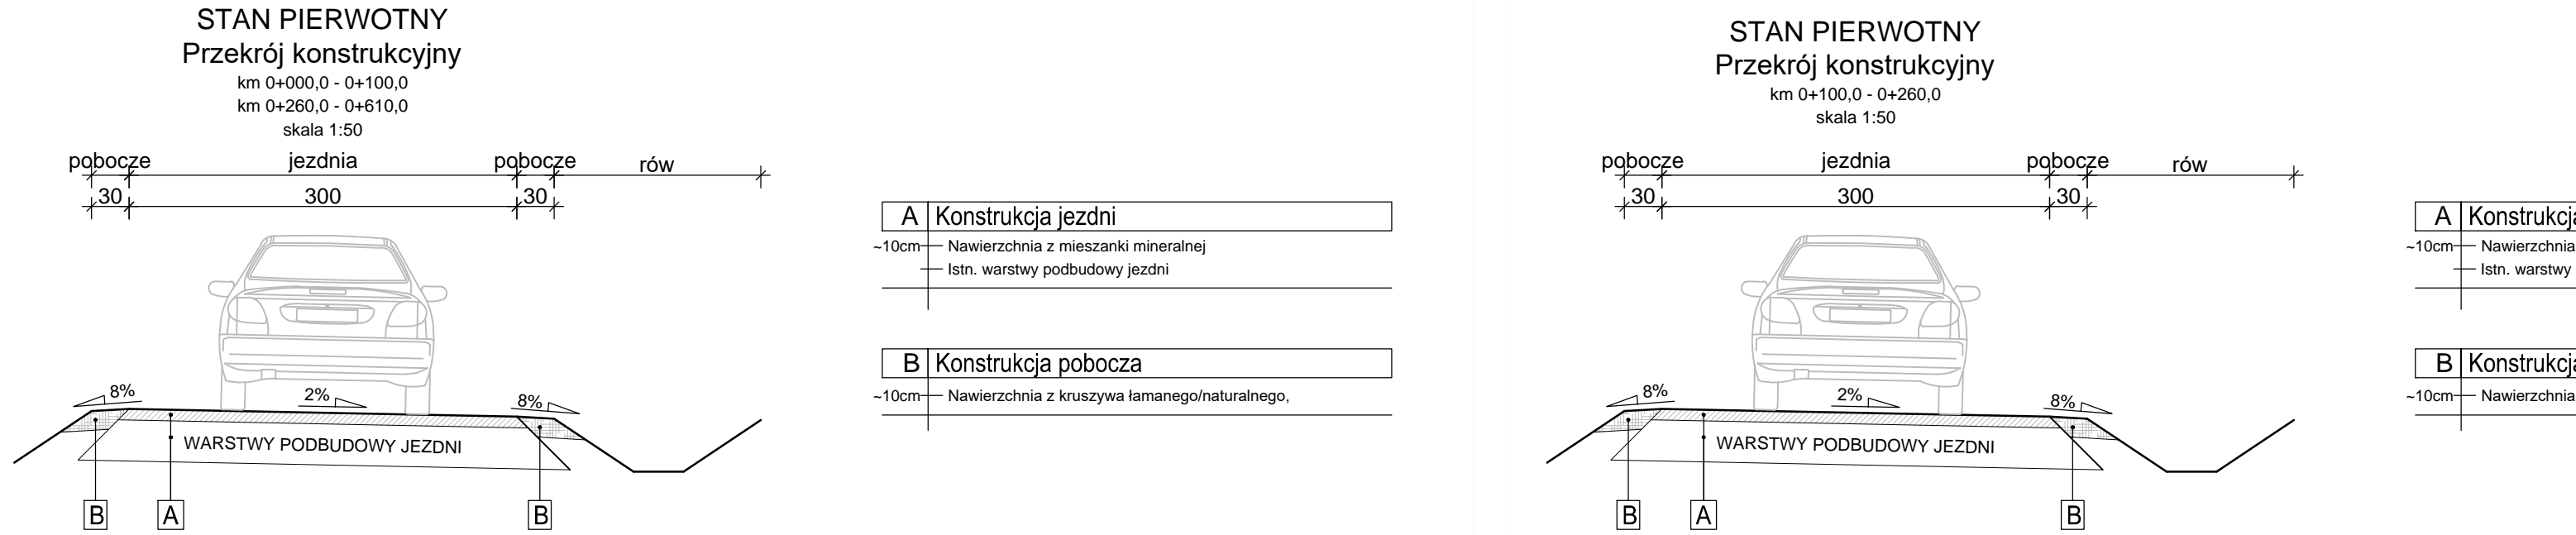 STAN PIERWOTNY
Przekrój konstrukcyjny
km 0+000,0 - 0+100,0
km 0+260,0 - 0+610,0
skala 1:50
pobocze jezdnia pobocze rów
30 300 30
8% 2% 8%
WARSTWY PODBUDOWY JEZDNI
B A B
A Konstrukcja jezdni
~10cm Nawierzchnia z mieszanki mineralnej
Istn. warstwy podbudowy jezdni
B Konstrukcja pobocza
~10cm Nawierzchnia z kruszywa łamanego/naturalnego,
STAN PIERWOTNY
Przekrój konstrukcyjny
km 0+100,0 - 0+260,0
skala 1:50
pobocze jezdnia pobocze rów
30 300 30
8% 2% 8%
WARSTWY PODBUDOWY JEZDNI
B A B
A Konstrukcja
~10cm Nawierzchnia
Istn. warstwy
B Konstrukcja
~10cm Nawierzchnia